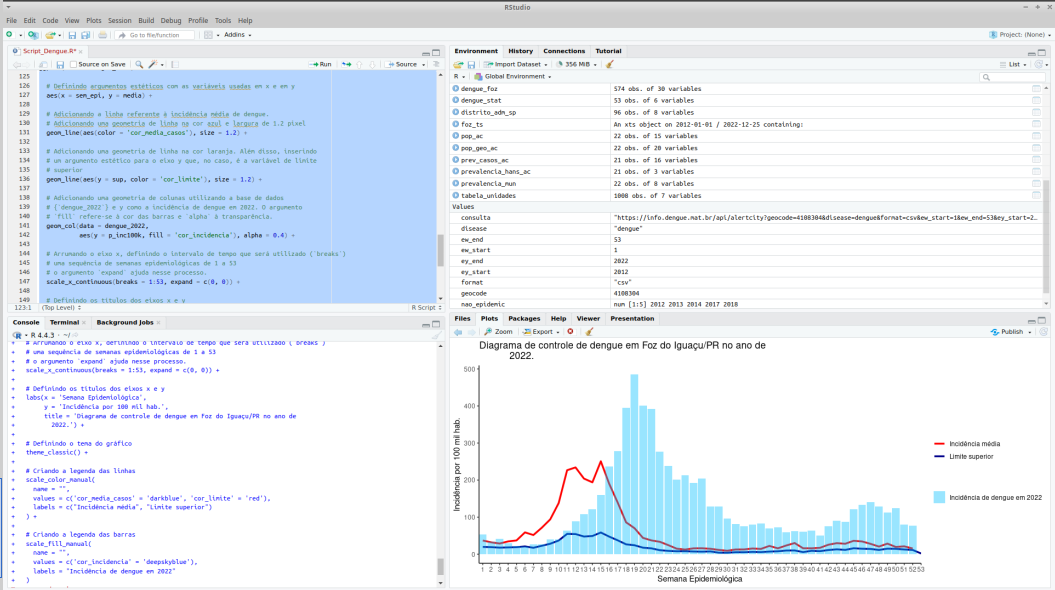 RStudio
File Edit Code View Plots Session Build Debug Profile Tools Help
Go to file/function Addins Project: (None)
Script_Dengue.R*
Source on Save Run Source
125
126 # Definindo argumentos estéticos com as variáveis usadas em x e em y
127 aes(x = sem_epi, y = media) +
128
129 # Adicionando a linha referente à incidência média de dengue.
130 # Adicionando uma geometria de linha na cor azul e largura de 1.2 pixel
131 geom_line(aes(color = 'cor_media_casos'), size = 1.2) +
132
133 # Adicionando uma geometria de linha na cor laranja. Além disso, inserindo
134 # um argumento estético para o eixo y que, no caso, é a variável de limite
135 # superior
136 geom_line(aes(y = sup, color = 'cor_limite'), size = 1.2) +
137
138 # Adicionando uma geometria de colunas utilizando a base de dados
139 # {`dengue_2022`} e y como a incidência de dengue em 2022. O argumento
140 # `fill` refere-se à cor das barras e `alpha` à transparência.
141 geom_col(data = dengue_2022,
142 aes(y = p_inc100k, fill = 'cor_incidencia'), alpha = 0.4) +
143
144 # Arrumando o eixo x, definindo o intervalo de tempo que será utilizado (`breaks`)
145 # uma sequência de semanas epidemiológicas de 1 a 53
146 # o argumento `expand` ajuda nesse processo.
147 scale_x_continuous(breaks = 1:53, expand = c(0, 0)) +
148
149 # Definindo os títulos dos eixos x e y
123:1 (Top Level) R Script
Console Terminal Background Jobs
R 4.4.3 · ~/
+ # Arrumando o eixo x, definindo o intervalo de tempo que será utilizado (`breaks`)
+ # uma sequência de semanas epidemiológicas de 1 a 53
+ # o argumento `expand` ajuda nesse processo.
+ scale_x_continuous(breaks = 1:53, expand = c(0, 0)) +
+
+ # Definindo os títulos dos eixos x e y
+ labs(x = 'Semana Epidemiológica',
+ y = 'Incidência por 100 mil hab.',
+ title = 'Diagrama de controle de dengue em Foz do Iguaçu/PR no ano de
+ 2022.') +
+
+ # Definindo o tema do gráfico
+ theme_classic() +
+
+ # Criando a legenda das linhas
+ scale_color_manual(
+ name = "",
+ values = c('cor_media_casos' = 'darkblue', 'cor_limite' = 'red'),
+ labels = c("Incidência média", "Limite superior")
+ ) +
+
+ # Criando a legenda das barras
+ scale_fill_manual(
+ name = "",
+ values = c('cor_incidencia' = 'deepskyblue'),
+ labels = "Incidência de dengue em 2022"
+ )
Environment History Connections Tutorial
Import Dataset 356 MiB List
R Global Environment
dengue_foz 574 obs. of 30 variables
dengue_stat 53 obs. of 6 variables
distrito_adm_sp 96 obs. of 8 variables
foz_ts An xts object on 2012-01-01 / 2022-12-25 containing:
pop_ac 22 obs. of 15 variables
pop_geo_ac 22 obs. of 20 variables
prev_casos_ac 21 obs. of 16 variables
prevalencia_hans_ac 21 obs. of 3 variables
prevalencia_mun 22 obs. of 8 variables
tabela_unidades 1008 obs. of 7 variables
Values
consulta "https://info.dengue.mat.br/api/alertcity?geocode=4108304&disease=dengue&format=csv&ew_start=1&ew_end=53&ey_start=2…
disease "dengue"
ew_end 53
ew_start 1
ey_end 2022
ey_start 2012
format "csv"
geocode 4108304
nao_epidemic num [1:5] 2012 2013 2014 2017 2018
Files Plots Packages Help Viewer Presentation
Zoom Export Publish
Diagrama de controle de dengue em Foz do Iguaçu/PR no ano de
2022.
Incidência por 100 mil hab.
500
400
300
200
100
0
1 2 3 4 5 6 7 8 9 10 11 12 13 14 15 16 17 18 19 20 21 22 23 24 25 26 27 28 29 30 31 32 33 34 35 36 37 38 39 40 41 42 43 44 45 46 47 48 49 50 51 52 53
Semana Epidemiológica
Incidência média
Limite superior
Incidência de dengue em 2022